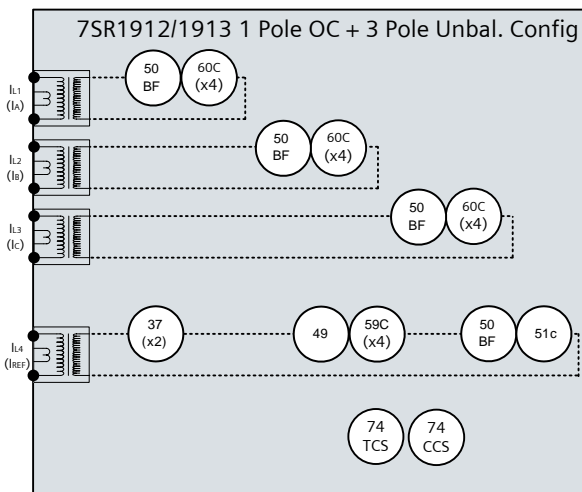 7SR1912/1913 1 Pole OC + 3 Pole Unbal. Config
IL1
(IA)
50
BF
60C
(x4)
IL2
(IB)
50
BF
60C
(x4)
IL3
(IC)
50
BF
60C
(x4)
IL4
(IREF)
37
(x2)
49
59C
(x4)
50
BF
51c
74
TCS
74
CCS